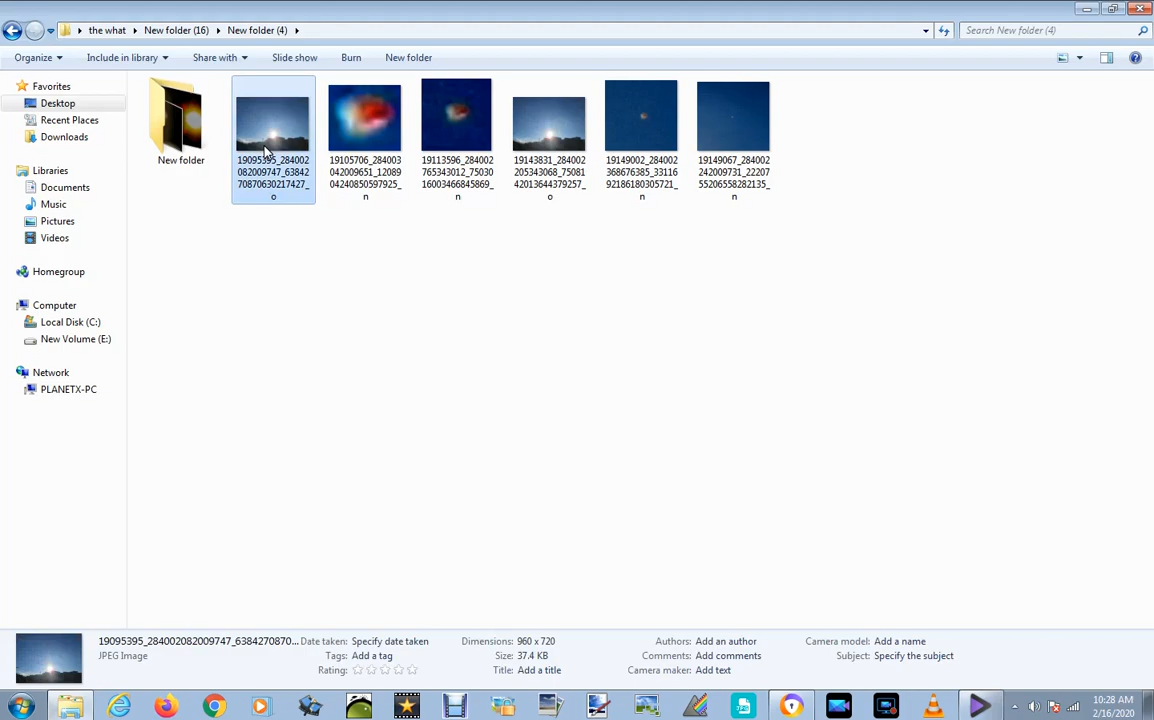 the what New folder (16) New folder (4) Search New folder (4)
Organize Include in library Share with Slide show Burn New folder
Favorites
Desktop
Recent Places
Downloads
Libraries
Documents
Music
Pictures
Videos
Homegroup
Computer
Local Disk (C:)
New Volume (E:)
Network
PLANETX-PC
New folder
19095395_284002
082009747_63842
70870630217427_
o
19105706_284003
042009651_12089
04240850597925_
n
19113596_284002
765343012_75030
16003466845869_
n
19143831_284002
205343068_75081
42013644379257_
o
19149002_284002
368676385_33116
92186180305721_
n
19149067_284002
242009731_22207
55206558282135_
n
19095395_284002082009747_6384270870... Date taken: Specify date taken Dimensions: 960 x 720 Authors: Add an author Camera model: Add a name
JPEG Image Tags: Add a tag Size: 37.4 KB Comments: Add comments Subject: Specify the subject
Rating: Title: Add a title Camera maker: Add text
10:28 AM
2/16/2020